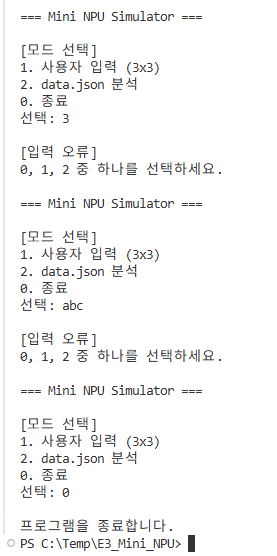 === Mini NPU Simulator ===
[모드 선택]
1. 사용자 입력 (3x3)
2. data.json 분석
0. 종료
선택: 3
[입력 오류]
0, 1, 2 중 하나를 선택하세요.
=== Mini NPU Simulator ===
[모드 선택]
1. 사용자 입력 (3x3)
2. data.json 분석
0. 종료
선택: abc
[입력 오류]
0, 1, 2 중 하나를 선택하세요.
=== Mini NPU Simulator ===
[모드 선택]
1. 사용자 입력 (3x3)
2. data.json 분석
0. 종료
선택: 0
프로그램을 종료합니다.
PS C:\Temp\E3_Mini_NPU>